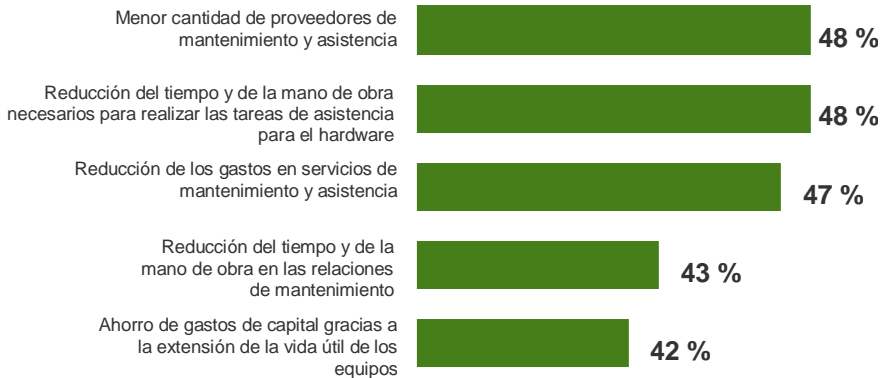 Menor cantidad de proveedores de
mantenimiento y asistencia
48 %
Reducción del tiempo y de la mano de obra
necesarios para realizar las tareas de asistencia
para el hardware
48 %
Reducción de los gastos en servicios de
mantenimiento y asistencia
47 %
Reducción del tiempo y de la
mano de obra en las relaciones
de mantenimiento
43 %
Ahorro de gastos de capital gracias a
la extensión de la vida útil de los
equipos
42 %